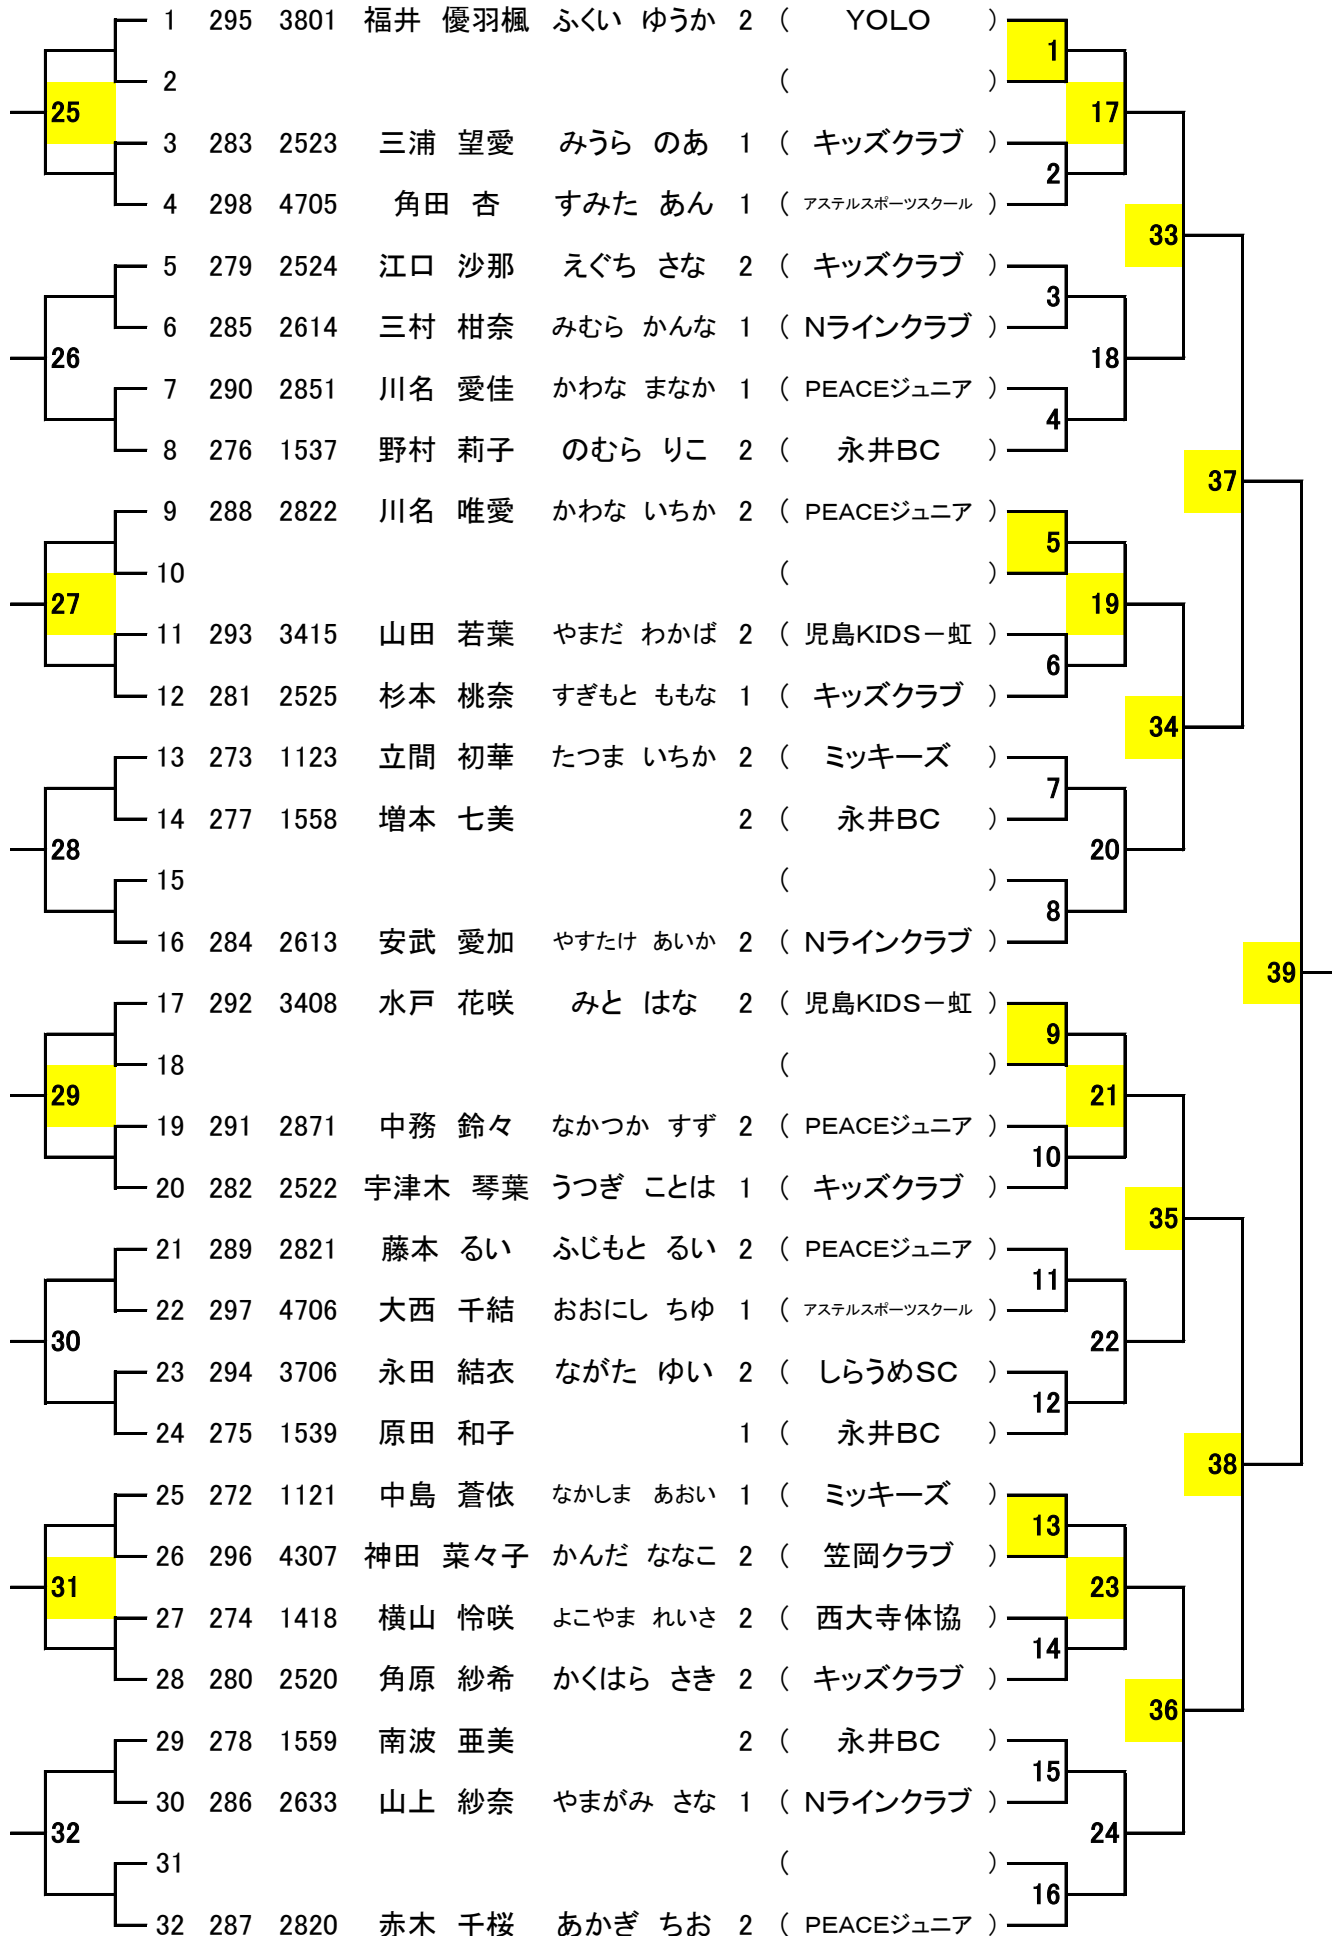 1 295 3801 福井 優羽楓 ふくい ゆうか 2 ( YOLO )
1
2 ( )
25 17
3 283 2523 三浦 望愛 みうら のあ 1 ( キッズクラブ )
2
4 298 4705 角田 杏 すみた あん 1 ( アステルスポーツスクール )
33
5 279 2524 江口 沙那 えぐち さな 2 ( キッズクラブ )
3
6 285 2614 三村 柑奈 みむら かんな 1 ( Nラインクラブ )
26 18
7 290 2851 川名 愛佳 かわな まなか 1 ( PEACEジュニア )
4
8 276 1537 野村 莉子 のむら りこ 2 ( 永井BC )
37
9 288 2822 川名 唯愛 かわな いちか 2 ( PEACEジュニア )
5
10 ( )
27 19
11 293 3415 山田 若葉 やまだ わかば 2 ( 児島KIDS－虹 )
6
12 281 2525 杉本 桃奈 すぎもと ももな 1 ( キッズクラブ )
34
13 273 1123 立間 初華 たつま いちか 2 ( ミッキーズ )
7
14 277 1558 増本 七美 2 ( 永井BC )
28 20
15 ( )
8
16 284 2613 安武 愛加 やすたけ あいか 2 ( Nラインクラブ )
39
17 292 3408 水戸 花咲 みと はな 2 ( 児島KIDS－虹 )
9
18 ( )
29 21
19 291 2871 中務 鈴々 なかつか すず 2 ( PEACEジュニア )
10
20 282 2522 宇津木 琴葉 うつぎ ことは 1 ( キッズクラブ )
35
21 289 2821 藤本 るい ふじもと るい 2 ( PEACEジュニア )
11
22 297 4706 大西 千結 おおにし ちゆ 1 ( アステルスポーツスクール )
30 22
23 294 3706 永田 結衣 ながた ゆい 2 ( しらうめSC )
12
24 275 1539 原田 和子 1 ( 永井BC )
38
25 272 1121 中島 蒼依 なかしま あおい 1 ( ミッキーズ )
13
26 296 4307 神田 菜々子 かんだ ななこ 2 ( 笠岡クラブ )
31 23
27 274 1418 横山 怜咲 よこやま れいさ 2 ( 西大寺体協 )
14
28 280 2520 角原 紗希 かくはら さき 2 ( キッズクラブ )
36
29 278 1559 南波 亜美 2 ( 永井BC )
15
30 286 2633 山上 紗奈 やまがみ さな 1 ( Nラインクラブ )
32 24
31 ( )
16
32 287 2820 赤木 千桜 あかぎ ちお 2 ( PEACEジュニア )